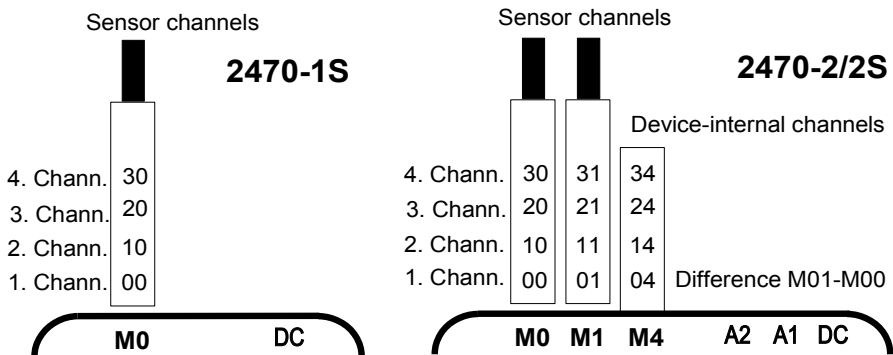 Sensor channels
2470-1S
4. Chann. 30
3. Chann. 20
2. Chann. 10
1. Chann. 00
M0 DC
Sensor channels
2470-2/2S
Device-internal channels
4. Chann. 30 31 34
3. Chann. 20 21 24
2. Chann. 10 11 14
1. Chann. 00 01 04 Difference M01-M00
M0 M1 M4 A2 A1 DC